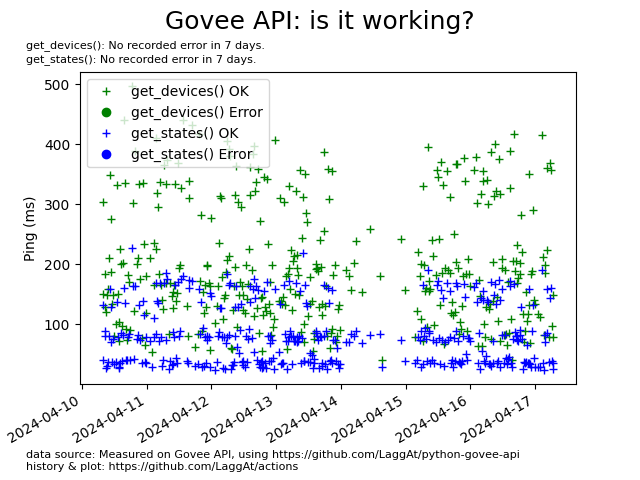 Govee API: is it working?
get_devices(): No recorded error in 7 days.
get_states(): No recorded error in 7 days.
get_devices() OK
get_devices() Error
get_states() OK
get_states() Error
Ping (ms)
500
400
300
200
100
2024-04-10
2024-04-11
2024-04-12
2024-04-13
2024-04-14
2024-04-15
2024-04-16
2024-04-17
data source: Measured on Govee API, using https://github.com/LaggAt/python-govee-api
history & plot: https://github.com/LaggAt/actions